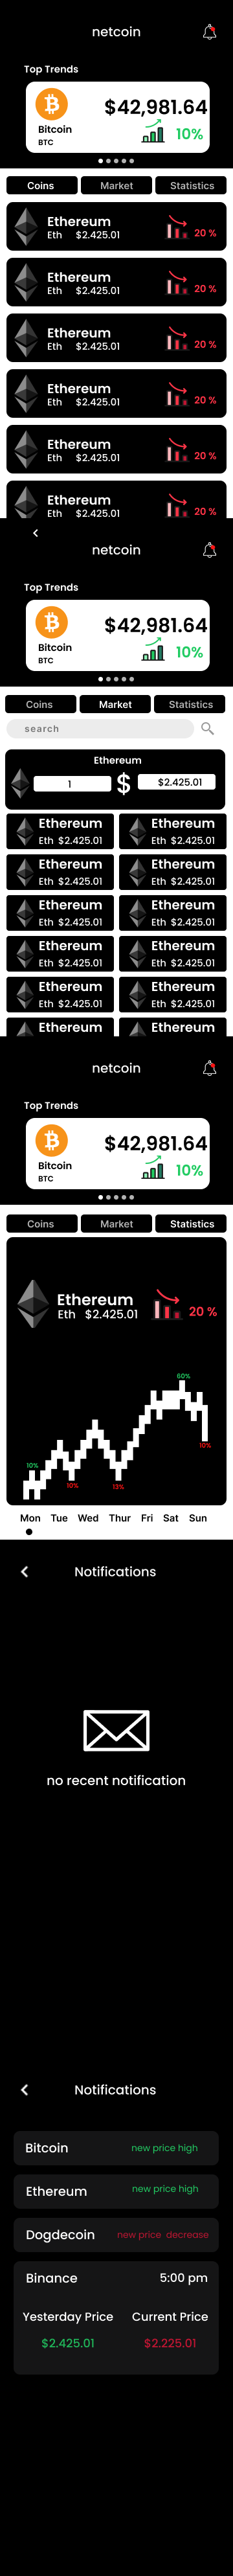 netcoin
Top Trends
$42,981.64
Bitcoin
BTC
10%
Coins Market Statistics
Ethereum
Eth $2.425.01
20 %
Ethereum
Eth $2.425.01
20 %
Ethereum
Eth $2.425.01
20 %
Ethereum
Eth $2.425.01
20 %
Ethereum
Eth $2.425.01
20 %
Ethereum
Eth $2.425.01
20 %
netcoin
Top Trends
$42,981.64
Bitcoin
BTC
10%
Coins Market Statistics
search
Ethereum
1 $ $2.425.01
Ethereum Ethereum
Eth $2.425.01 Eth $2.425.01
Ethereum Ethereum
Eth $2.425.01 Eth $2.425.01
Ethereum Ethereum
Eth $2.425.01 Eth $2.425.01
Ethereum Ethereum
Eth $2.425.01 Eth $2.425.01
Ethereum Ethereum
Eth $2.425.01 Eth $2.425.01
Ethereum Ethereum
netcoin
Top Trends
$42,981.64
Bitcoin
BTC
10%
Coins Market Statistics
Ethereum
Eth $2.425.01
20 %
60%
10%
10%
10%
13%
Mon Tue Wed Thur Fri Sat Sun
Notifications
no recent notification
Notifications
Bitcoin new price high
Ethereum new price high
Dogdecoin new price decrease
Binance 5:00 pm
Yesterday Price Current Price
$2.425.01 $2.225.01